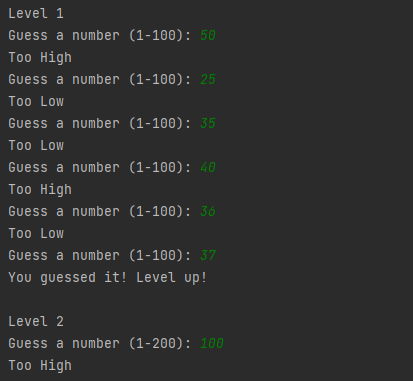 Level 1
Guess a number (1-100): 50
Too High
Guess a number (1-100): 25
Too Low
Guess a number (1-100): 35
Too Low
Guess a number (1-100): 40
Too High
Guess a number (1-100): 36
Too Low
Guess a number (1-100): 37
You guessed it! Level up!

Level 2
Guess a number (1-200): 100
Too High